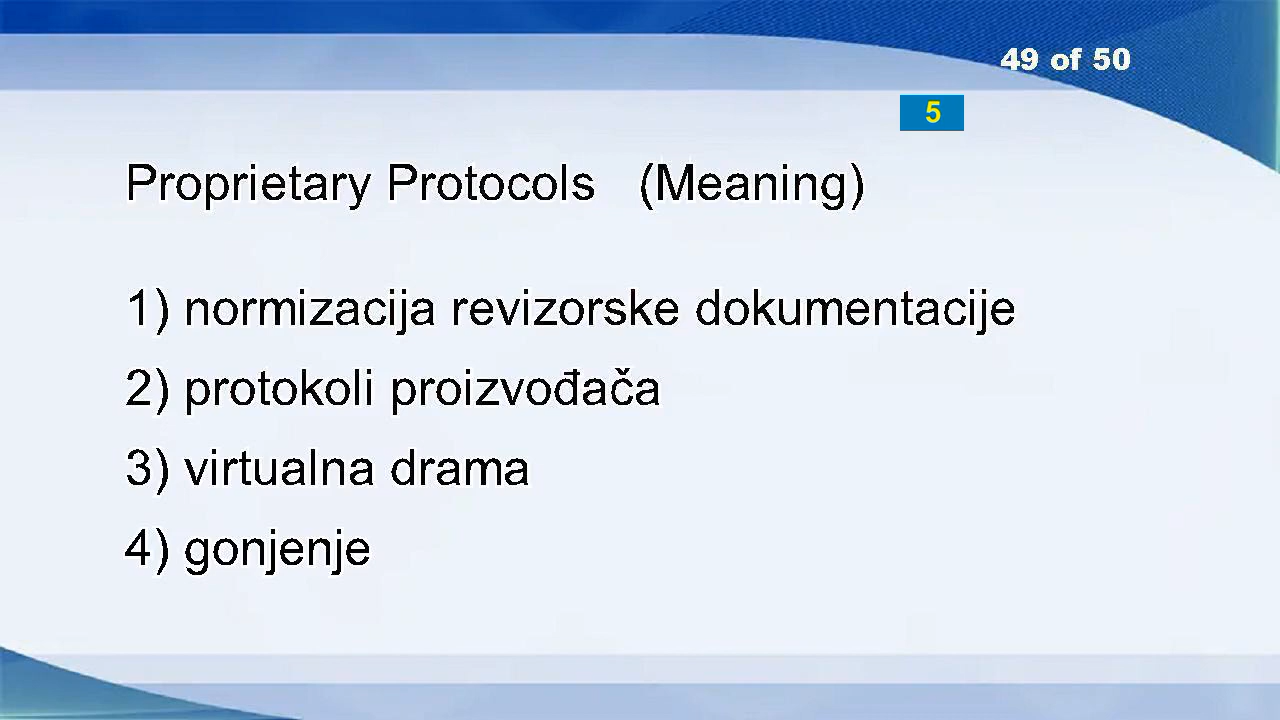 49 of 50
5
Proprietary Protocols (Meaning)
1) normizacija revizorske dokumentacije
2) protokoli proizvođača
3) virtualna drama
4) gonjenje